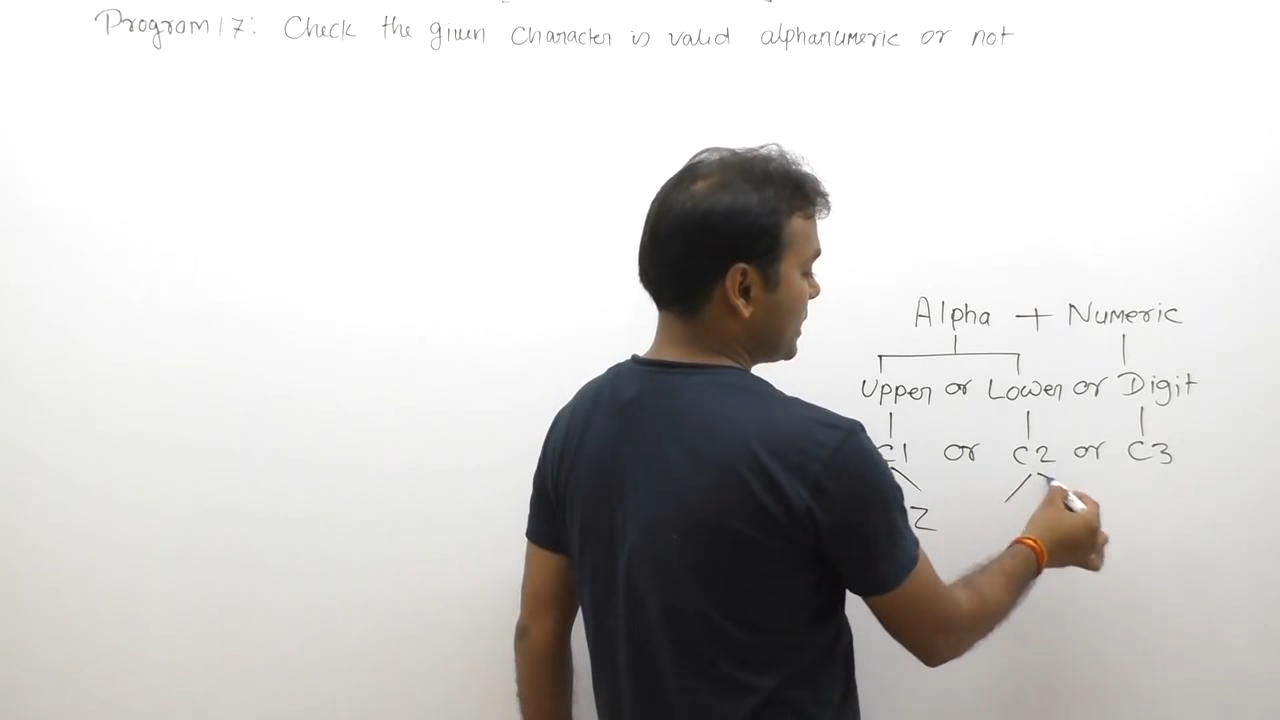 Program 17: Check the given character is valid alphanumeric or not
Alpha + Numeric
Upper or Lower or Digit
C1 or C2 or C3
Z